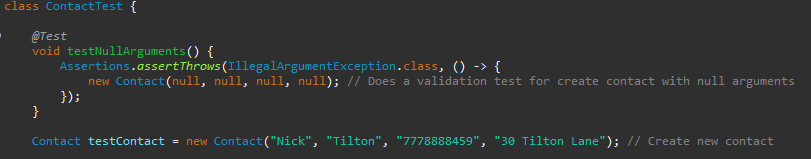 class ContactTest {
@Test
void testNullArguments() {
Assertions.assertThrows(IllegalArgumentException.class, () -> {
new Contact(null, null, null, null); // Does a validation test for create contact with null arguments
});
}
Contact testContact = new Contact("Nick", "Tilton", "7778888459", "30 Tilton Lane"); // Create new contact